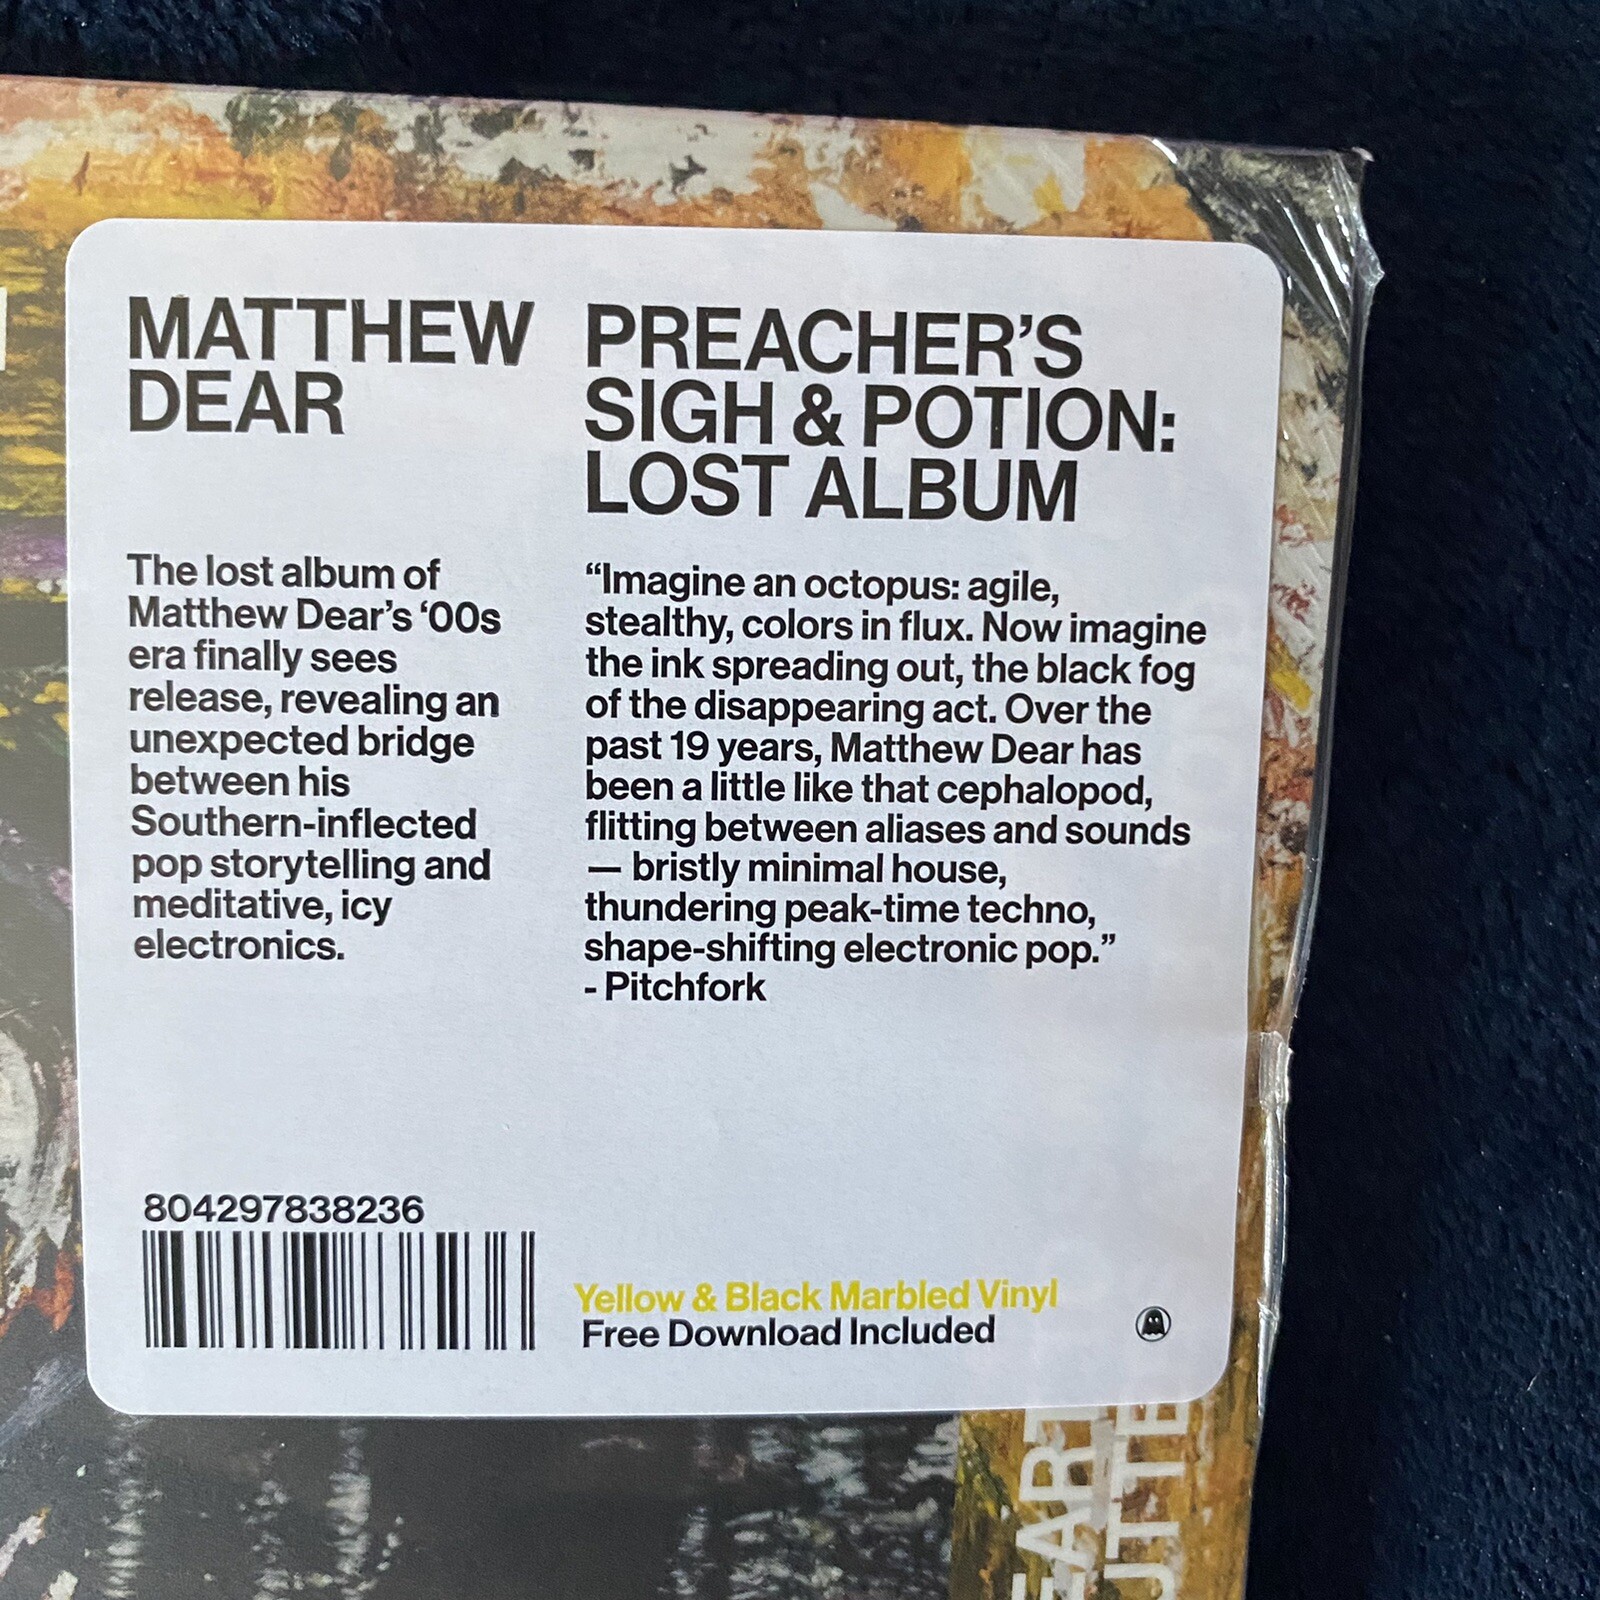 MATTHEW
DEAR
PREACHER'S
SIGH & POTION:
LOST ALBUM
The lost album of
Matthew Dear's ‘00s
era finally sees
release, revealing an
unexpected bridge
between his
Southern-inflected
pop storytelling and
meditative, icy
electronics.
“Imagine an octopus: agile,
stealthy, colors in flux. Now imagine
the ink spreading out, the black fog
of the disappearing act. Over the
past 19 years, Matthew Dear has
been a little like that cephalopod,
flitting between aliases and sounds
— bristly minimal house,
thundering peak-time techno,
shape-shifting electronic pop.”
- Pitchfork
804297838236
Yellow & Black Marbled Vinyl
Free Download Included